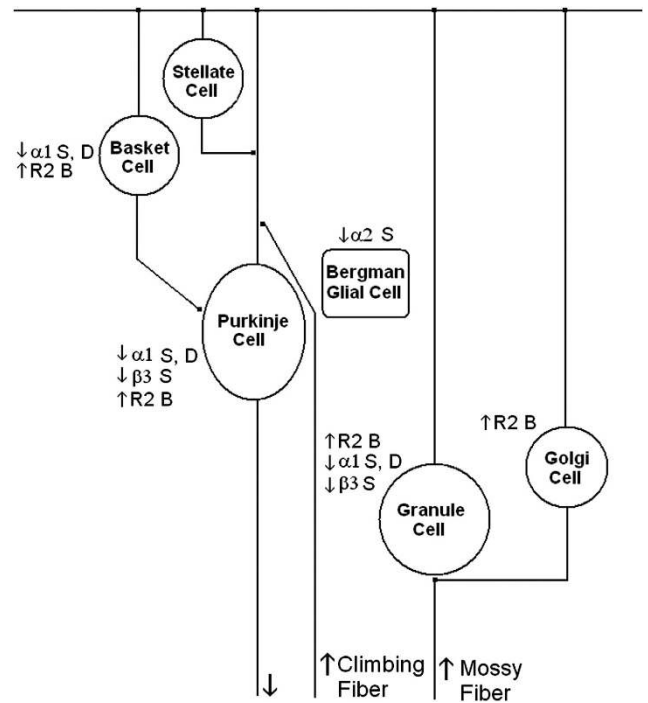 Stellate
Cell
↓α1 S, D
↑R2 B
Basket
Cell
↓α2 S
Bergman
Glial Cell
Purkinje
Cell
↓α1 S, D
↓β3 S
↑R2 B
↑R2 B
↓α1 S, D
↓β3 S
Granule
Cell
↑R2 B
Golgi
Cell
↓
↑Climbing
Fiber
↑Mossy
Fiber